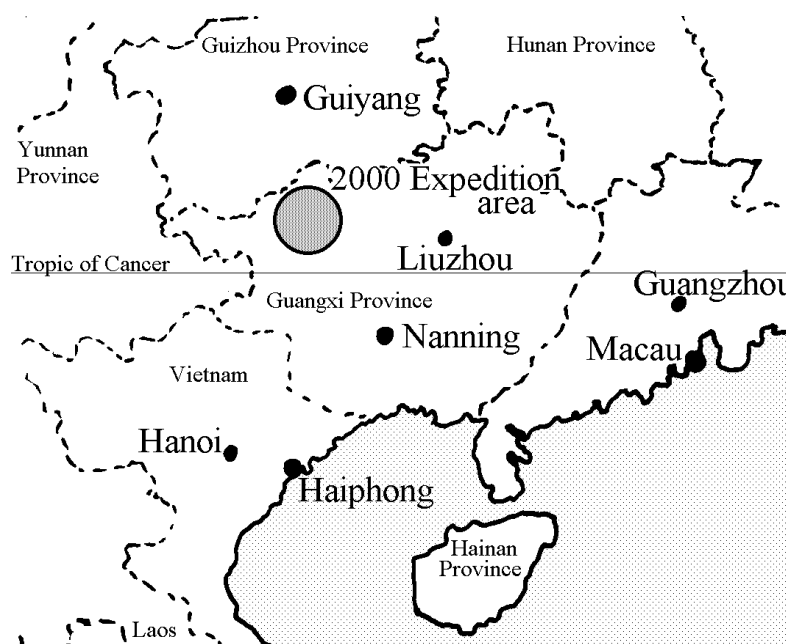 Guizhou Province
Hunan Province
Guiyang
Yunnan
Province
2000 Expedition
area
Liuzhou
Tropic of Cancer
Guangzhou
Guangxi Province
Nanning
Macau
Vietnam
Hanoi
Haiphong
Hainan
Province
Laos